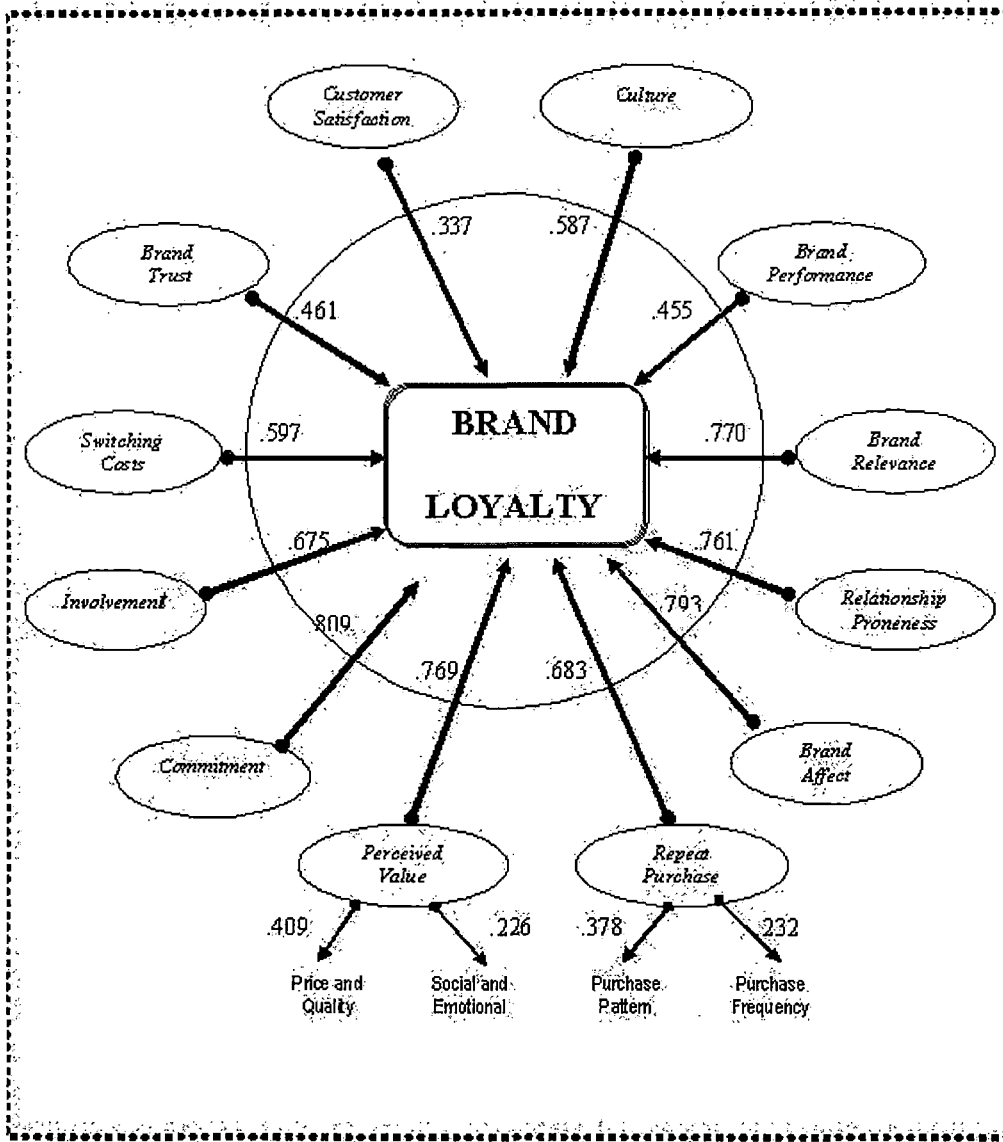 Customer
Satisfaction
Culture
.337
.587
Brand
Trust
Brand
Performance
.461
.455
Switching
Costs
.597
BRAND
LOYALTY
.770
Brand
Relevance
Involvement
.675
.761
Relationship
Proneness
.809
.793
.769
.683
Commitment
Brand
Affect
Perceived
Value
Repeat
Purchase
.409
.226
.378
.232
Price and
Quality
Social and
Emotional
Purchase
Pattern
Purchase
Frequency